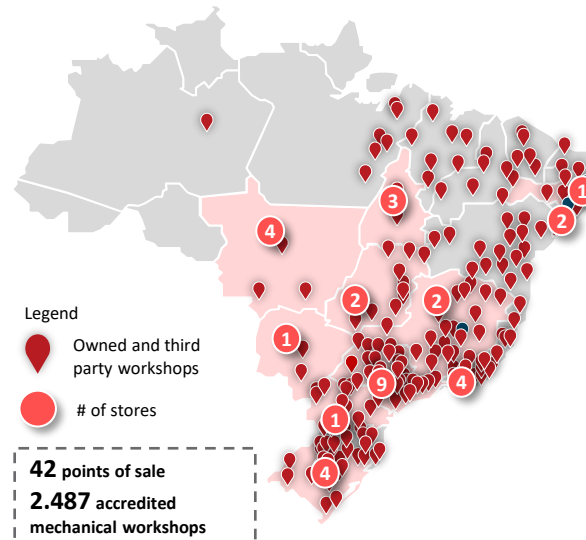 1
3
2
4
2
2
Legend
1
Owned and third
party workshops
9
4
# of stores
1
4
42 points of sale
2.487 accredited
mechanical workshops